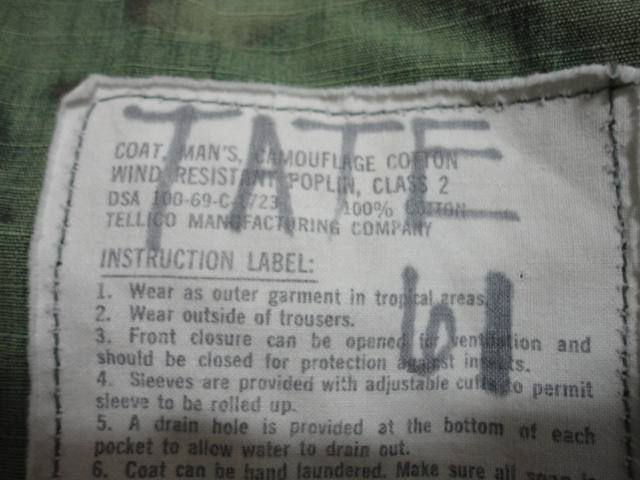 TATE
COAT, MAN'S, CAMOUFLAGE COTTON
WIND RESISTANT POPLIN, CLASS 2
DSA 100-69-C- 723 100% COTTON
TELLICO MANUFACTURING COMPANY
INSTRUCTION LABEL:
1. Wear as outer garment in tropical areas.
2. Wear outside of trousers.
3. Front closure can be opened for ventilation and
should be closed for protection against insects.
4. Sleeves are provided with adjustable cuffs to permit
sleeve to be rolled up.
5. A drain hole is provided at the bottom of each
pocket to allow water to drain out.
6. Coat can be hand laundered. Make sure all soap is